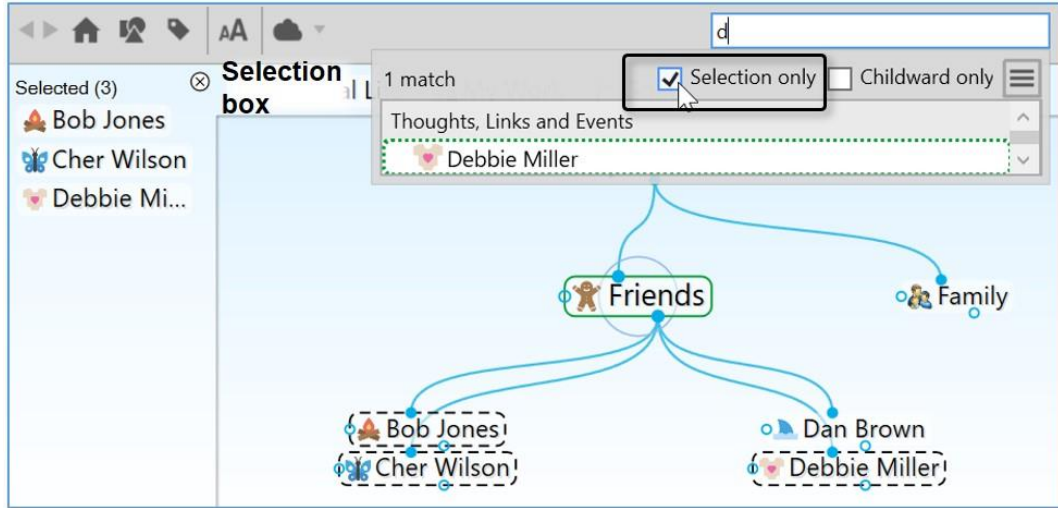 AA
d
Selected (3)
Bob Jones
Cher Wilson
Debbie Mi...
Selection
box
1 match
Selection only
Childward only
Thoughts, Links and Events
Debbie Miller
Friends
Family
Bob Jones
Cher Wilson
Dan Brown
Debbie Miller